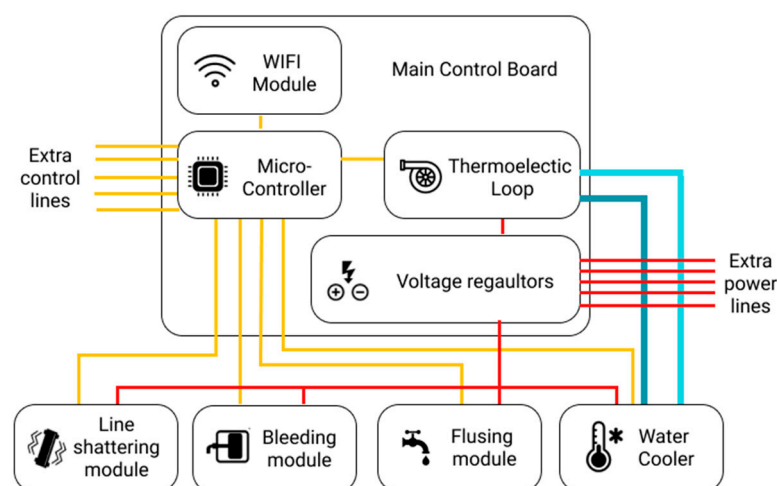 WIFI
Module
Main Control Board
Extra
control
lines
Micro-
Controller
Thermoelectic
Loop
Voltage regaultors
Extra
power
lines
Line
shattering
module
Bleeding
module
Flusing
module
Water
Cooler